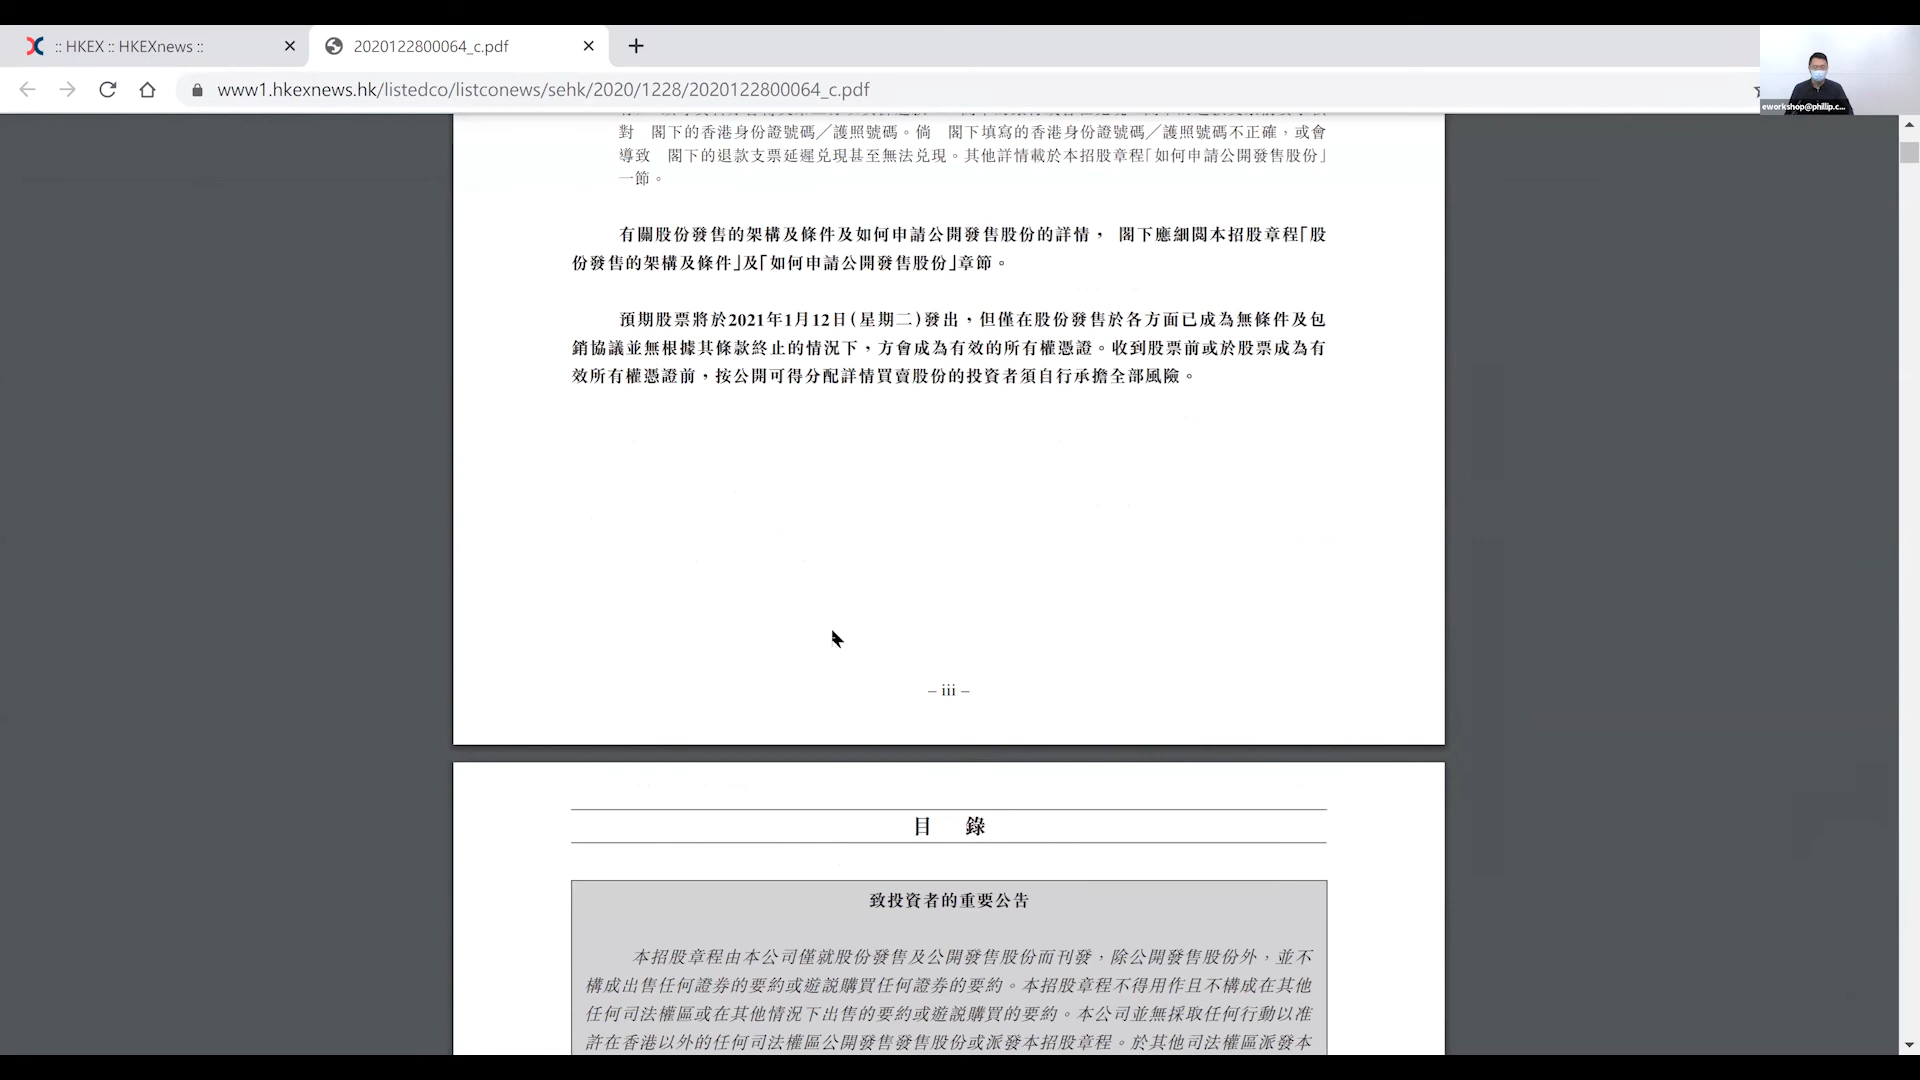 :: HKEX :: HKEXnews ::
2020122800064_c.pdf
www1.hkexnews.hk/listedco/listconews/sehk/2020/1228/2020122800064_c.pdf
eworkshop@phillip.c...
對　閣下的香港身份證號碼／護照號碼。倘　閣下填寫的香港身份證號碼／護照號碼不正確，或會
導致　閣下的退款支票延遲兌現甚至無法兌現。其他詳情載於本招股章程「如何申請公開發售股份」
一節。
有關股份發售的架構及條件及如何申請公開發售股份的詳情，　閣下應細閱本招股章程「股
份發售的架構及條件」及「如何申請公開發售股份」章節。
預期股票將於2021年1月12日(星期二)發出，但僅在股份發售於各方面已成為無條件及包
銷協議並無根據其條款終止的情況下，方會成為有效的所有權憑證。收到股票前或於股票成為有
效所有權憑證前，按公開可得分配詳情買賣股份的投資者須自行承擔全部風險。
– iii –
目　錄
致投資者的重要公告
本招股章程由本公司僅就股份發售及公開發售股份而刊發，除公開發售股份外，並不
構成出售任何證券的要約或遊説購買任何證券的要約。本招股章程不得用作且不構成在其他
任何司法權區或在其他情況下出售的要約或遊説購買的要約。本公司並無採取任何行動以准
許在香港以外的任何司法權區公開發售發售股份或派發本招股章程。於其他司法權區派發本